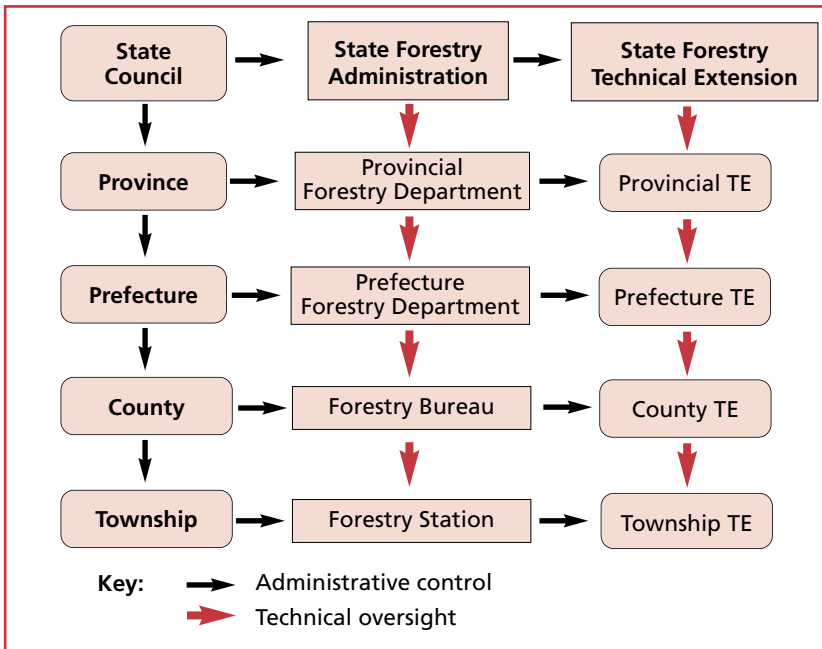 State
Council
State Forestry
Administration
State Forestry
Technical Extension
Province
Provincial
Forestry Department
Provincial TE
Prefecture
Prefecture
Forestry Department
Prefecture TE
County
Forestry Bureau
County TE
Township
Forestry Station
Township TE
Key:
Administrative control
Technical oversight